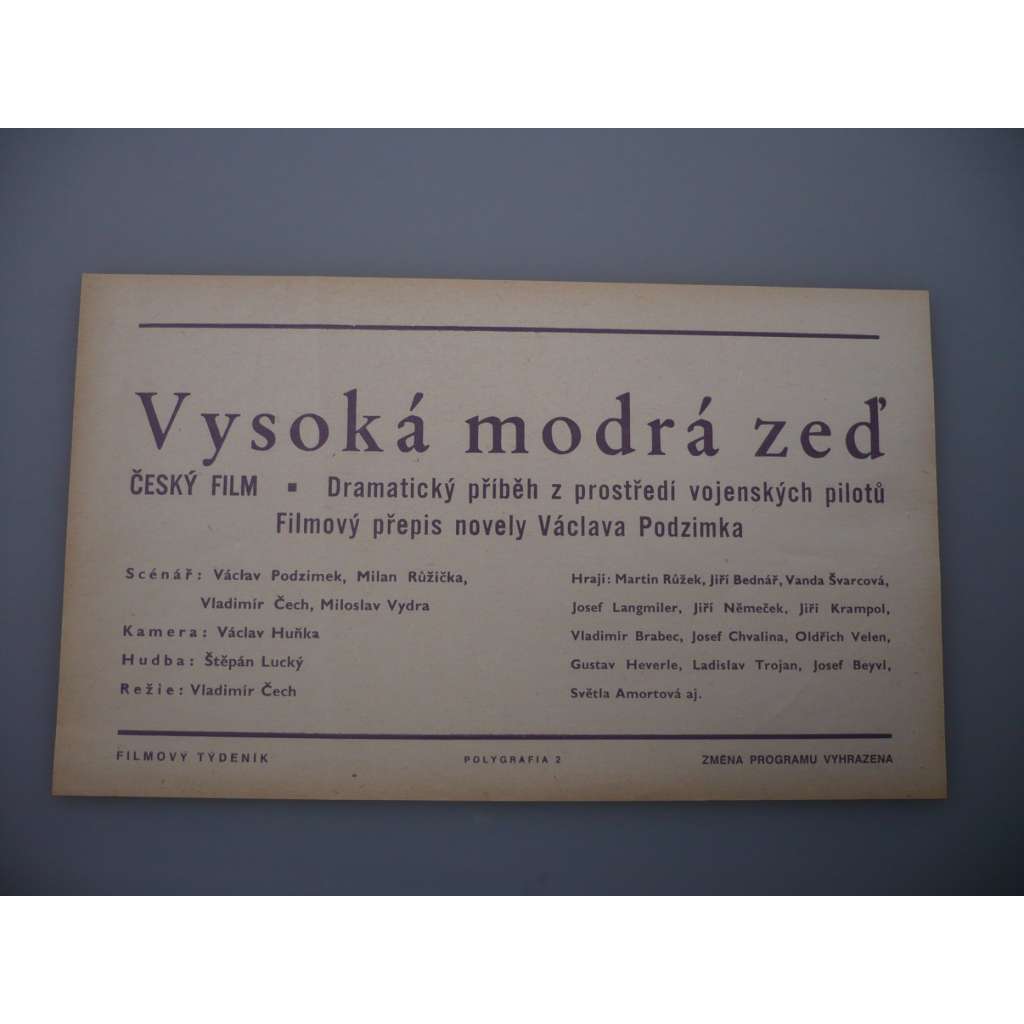 Vysoká modrá zeď
ČESKÝ FILM ▪ Dramatický příběh z prostředí vojenských pilotů
Filmový přepis novely Václava Podzimka
Scénář: Václav Podzimek, Milan Růžička,
Vladimír Čech, Miloslav Vydra
Kamera: Václav Huňka
Hudba: Štěpán Lucký
Režie: Vladimír Čech
Hrají: Martin Růžek, Jiří Bednář, Vanda Švarcová,
Josef Langmiler, Jiří Němeček, Jiří Krampol,
Vladimír Brabec, Josef Chvalina, Oldřich Velen,
Gustav Heverle, Ladislav Trojan, Josef Beyvl,
Světla Amortová aj.
FILMOVÝ TÝDENÍK
POLYGRAFIA 2
ZMĚNA PROGRAMU VYHRAZENA